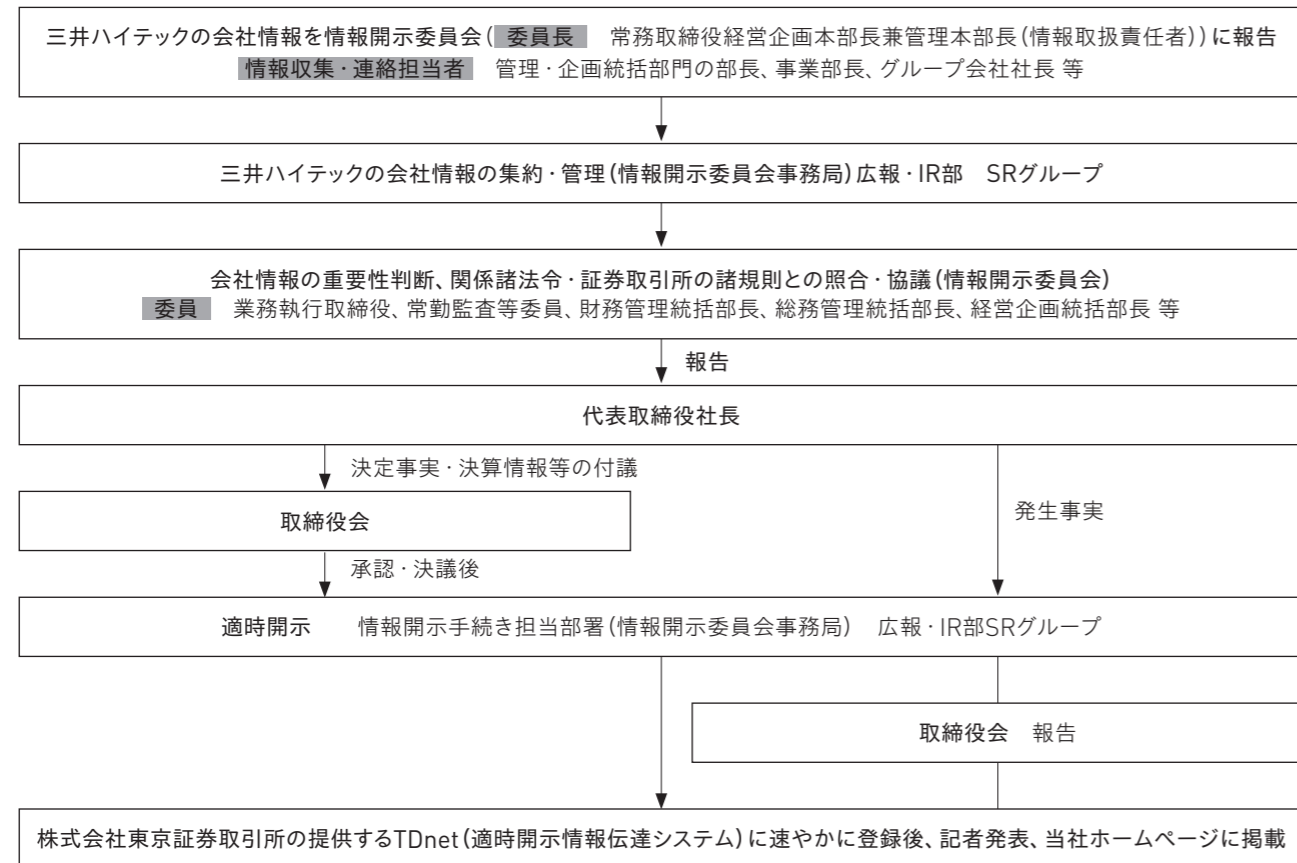 三井ハイテックの会社情報を情報開示委員会(委員長　常務取締役経営企画本部長兼管理本部長(情報取扱責任者))に報告
情報収集・連絡担当者　管理・企画統括部門の部長、事業部長、グループ会社社長 等
三井ハイテックの会社情報の集約・管理(情報開示委員会事務局)広報・IR部　SRグループ
会社情報の重要性判断、関係諸法令・証券取引所の諸規則との照合・協議(情報開示委員会)
委員　業務執行取締役、常勤監査等委員、財務管理統括部長、総務管理統括部長、経営企画統括部長 等
報告
代表取締役社長
決定事実・決算情報等の付議
取締役会
発生事実
承認・決議後
適時開示　情報開示手続き担当部署(情報開示委員会事務局)　広報・IR部SRグループ
取締役会　報告
株式会社東京証券取引所の提供するTDnet(適時開示情報伝達システム)に速やかに登録後、記者発表、当社ホームページに掲載